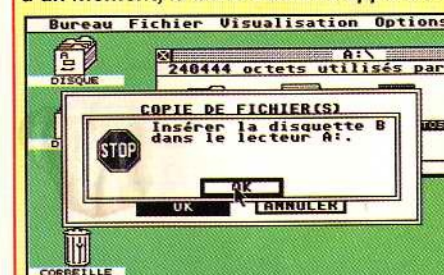 Bureau Fichier Visualisation Options
A:\
240444 octets utilisés par
DISQUE
COPIE DE FICHIER(S)
Insérer la disquette B
dans le lecteur A:.
STOP
OK
OK
ANNULER
CORBEILLE